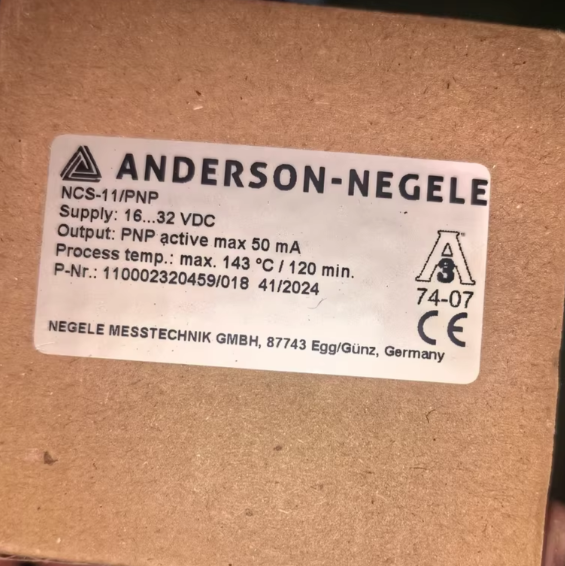 ANDERSON-NEGELE
NCS-11/PNP
Supply: 16...32 VDC
Output: PNP active max 50 mA
Process temp.: max. 143 °C / 120 min.
P-Nr.: 110002320459/018 41/2024
A
3
74-07
CE
NEGELE MESSTECHNIK GMBH, 87743 Egg/Günz, Germany